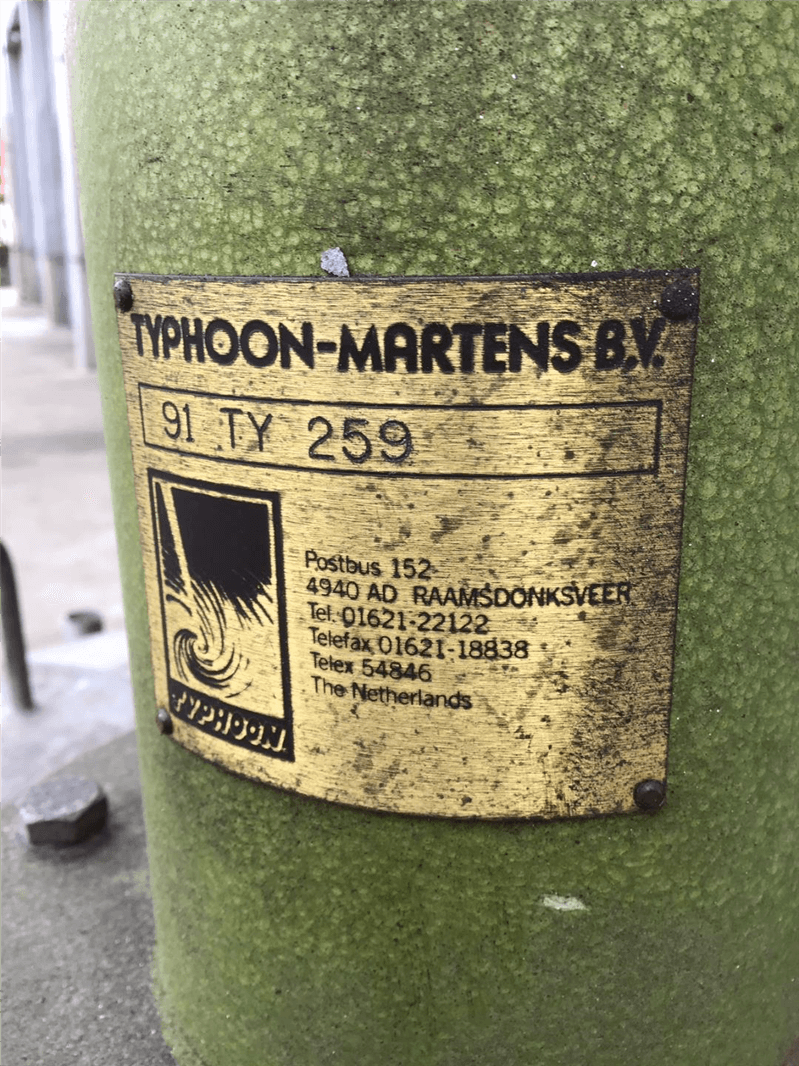 TYPHOON-MARTENS B.V.
91 TY 259
Postbus 152
4940 AD RAAMSDONKSVEER
Tel. 01621-22122
Telefax 01621-18838
Telex 54846
The Netherlands
TYPHOON